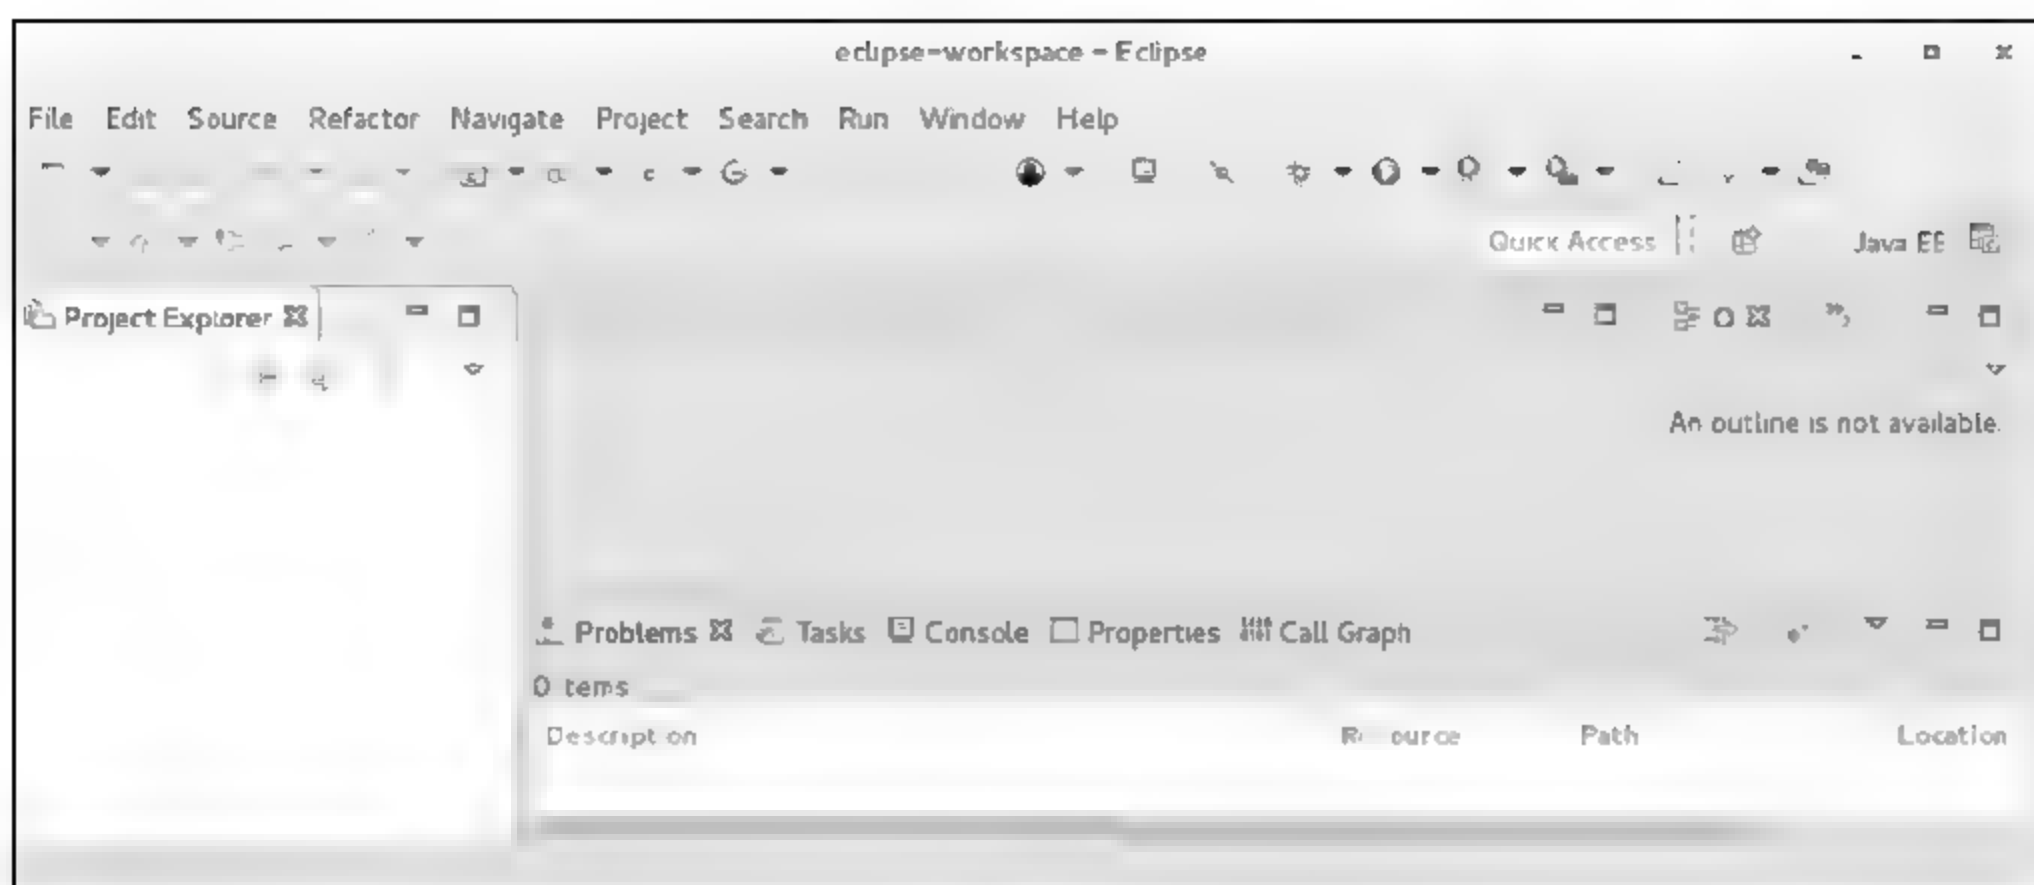 eclipse-workspace - Eclipse
File Edit Source Refactor Navigate Project Search Run Window Help
Quick Access Java EE
Project Explorer O
An outline is not available.
Problems Tasks Console Properties Call Graph
0 items
Description Resource Path Location